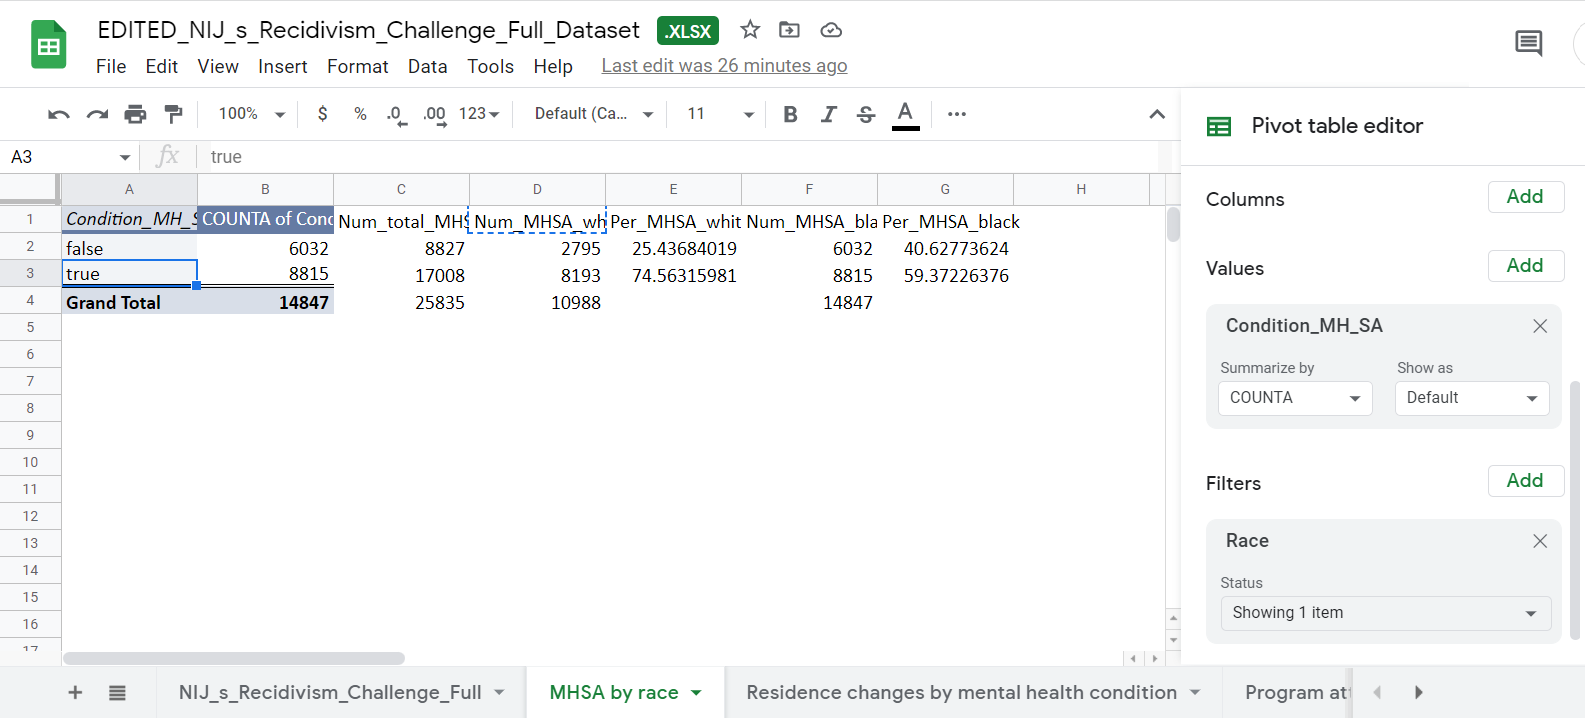 EDITED_NIJ_s_Recidivism_Challenge_Full_Dataset .XLSX
File Edit View Insert Format Data Tools Help Last edit was 26 minutes ago
100% $ % .0 .00 123 Default (Ca... 11 B I S A
A3 fx true
A B C D E F G H
1 Condition_MH_S COUNTA of Conc Num_total_MHS Num_MHSA_wh Per_MHSA_whit Num_MHSA_bla Per_MHSA_black
2 false 6032 8827 2795 25.43684019 6032 40.62773624
3 true 8815 17008 8193 74.56315981 8815 59.37226376
4 Grand Total 14847 25835 10988 14847
5
6
7
8
9
10
11
12
13
14
15
16
17
Pivot table editor
Columns Add
Values Add
Condition_MH_SA
Summarize by Show as
COUNTA Default
Filters Add
Race
Status
Showing 1 item
NIJ_s_Recidivism_Challenge_Full MHSA by race Residence changes by mental health condition Program at